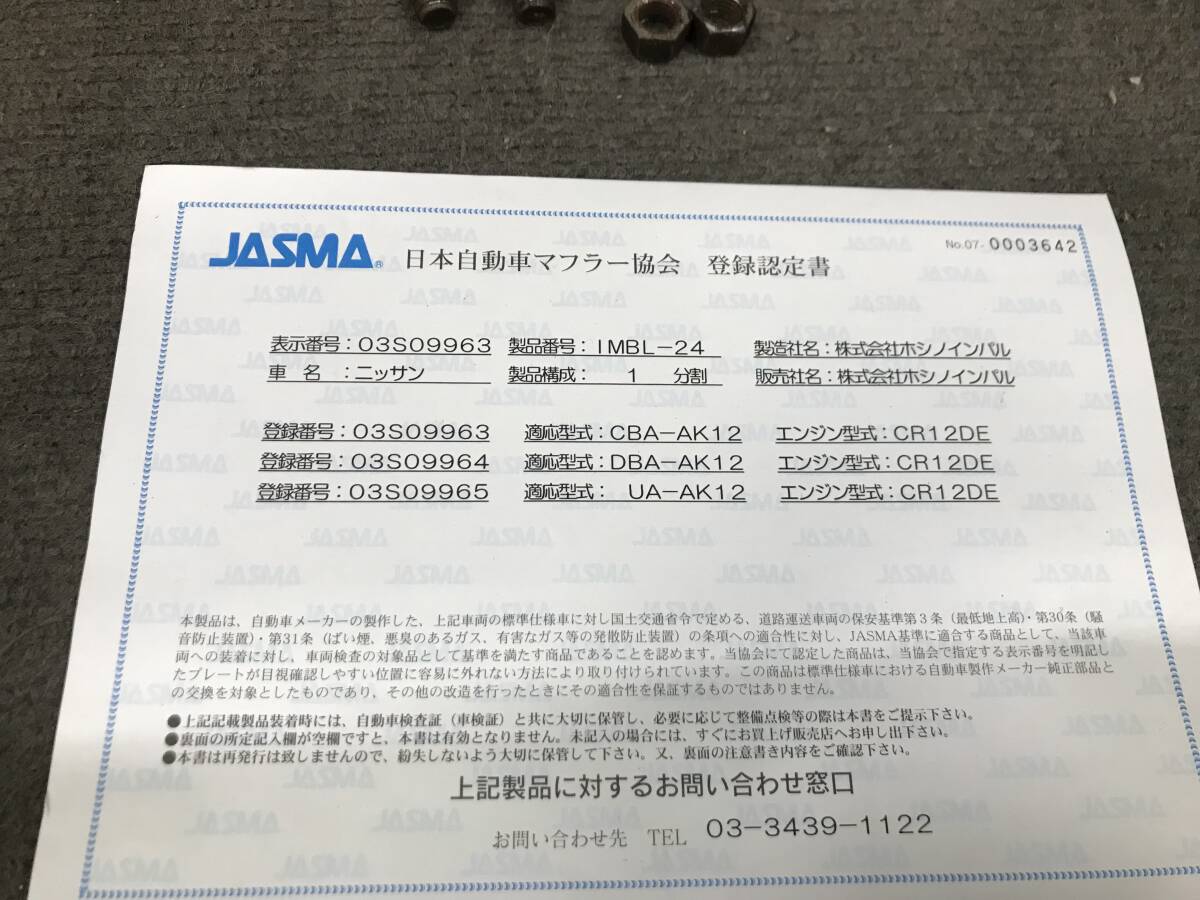 JASMA® 日本自動車マフラー協会 登録認定書 No.07-0003642
表示番号：03S09963 製品番号：IMBL-24 製造社名：株式会社ホシノインパル
車 名 ：ニッサン 製品構成： 1 分割 販売社名：株式会社ホシノインパル
登録番号：03S09963 適応型式：CBA-AK12 エンジン型式：CR12DE
登録番号：03S09964 適応型式：DBA-AK12 エンジン型式：CR12DE
登録番号：03S09965 適応型式： UA-AK12 エンジン型式：CR12DE
本製品は、自動車メーカーの製作した、上記車両の標準仕様車に対し国土交通省令で定める、道路運送車両の保安基準第３条（最低地上高）・第30条（騒
音防止装置）・第31条（ばい煙、悪臭のあるガス、有害なガス等の発散防止装置）の条項への適合性に対し、JASMA基準に適合する商品として、当該車
両への装着に対し、車両検査の対象品として基準を満たす商品であることを認めます。当協会にて認定した商品は、当協会で指定する表示番号を明記し
たプレートが目視確認しやすい位置に容易に外れない方法により取り付けられています。この商品は標準仕様車における自動車製作メーカー純正部品と
の交換を対象としたものであり、その他の改造を行ったときにその適合性を保証するものではありません。
●上記記載製品装着時には、自動車検査証（車検証）と共に大切に保管し、必要に応じて整備点検等の際は本書をご提示下さい。
●裏面の所定記入欄が空欄ですと、本書は有効となりません。未記入の場合には、すぐにお買上げ販売店へお申し出下さい。
●本書は再発行は致しませんので、紛失しないよう大切に保管して下さい。又、裏面の注意書き内容をご確認下さい。
上記製品に対するお問い合わせ窓口
お問い合わせ先 TEL 03-3439-1122